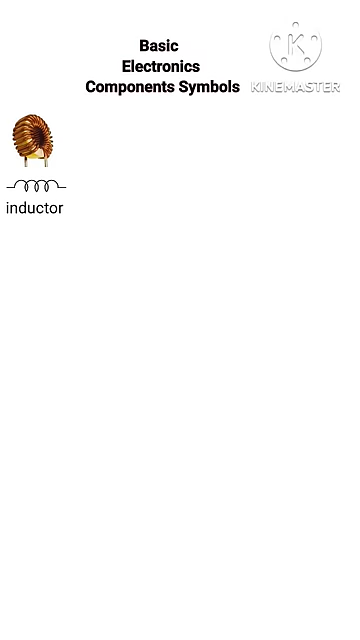 Basic
Electronics
Components Symbols
K
KINEMASTER
inductor